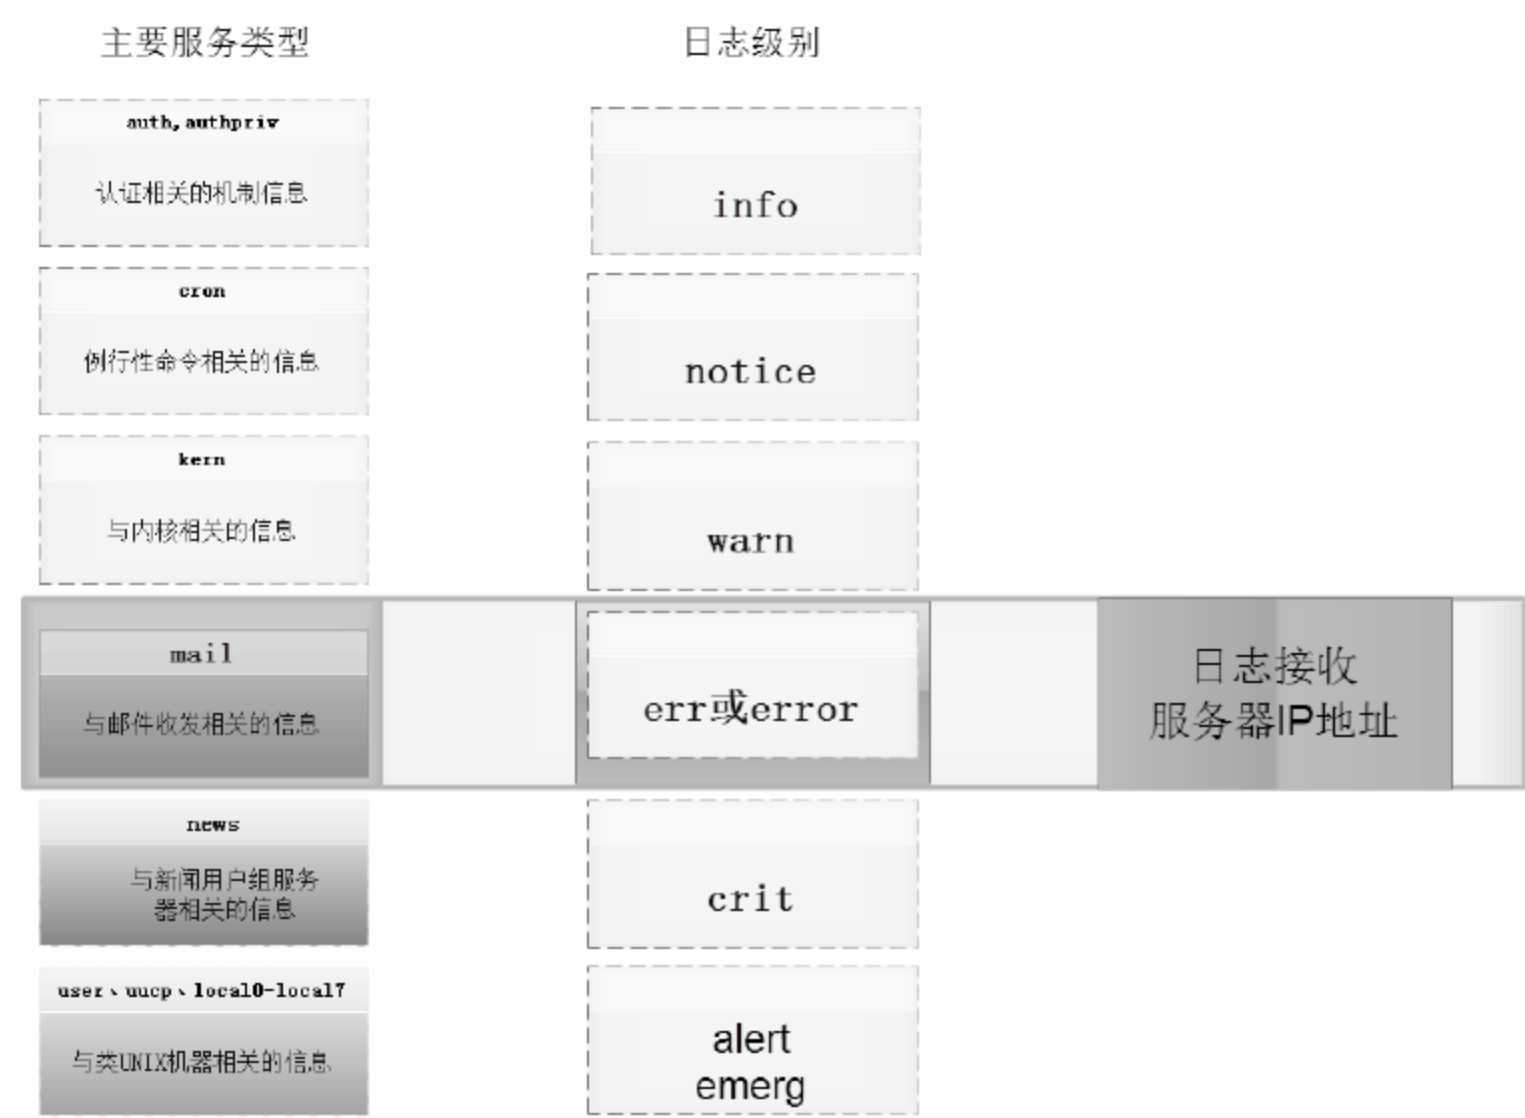 主要服务类型
日志级别
auth,authpriv
认证相关的机制信息
info
cron
例行性命令相关的信息
notice
kern
与内核相关的信息
warn
mail
与邮件收发相关的信息
err或error
日志接收
服务器IP地址
news
与新闻用户组服务
器相关的信息
crit
user、uucp、local0-local7
与类UNIX机器相关的信息
alert
emerg